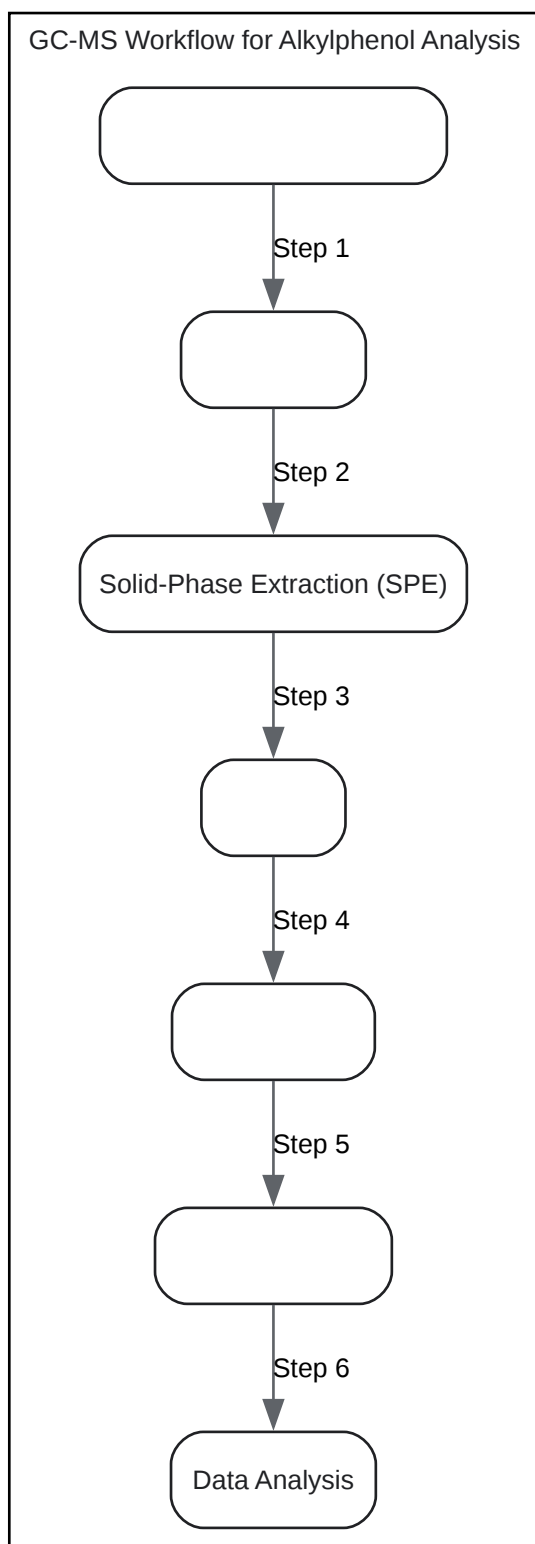 GC-MS Workflow for Alkylphenol Analysis
Step 1
Step 2
Solid-Phase Extraction (SPE)
Step 3
Step 4
Step 5
Step 6
Data Analysis